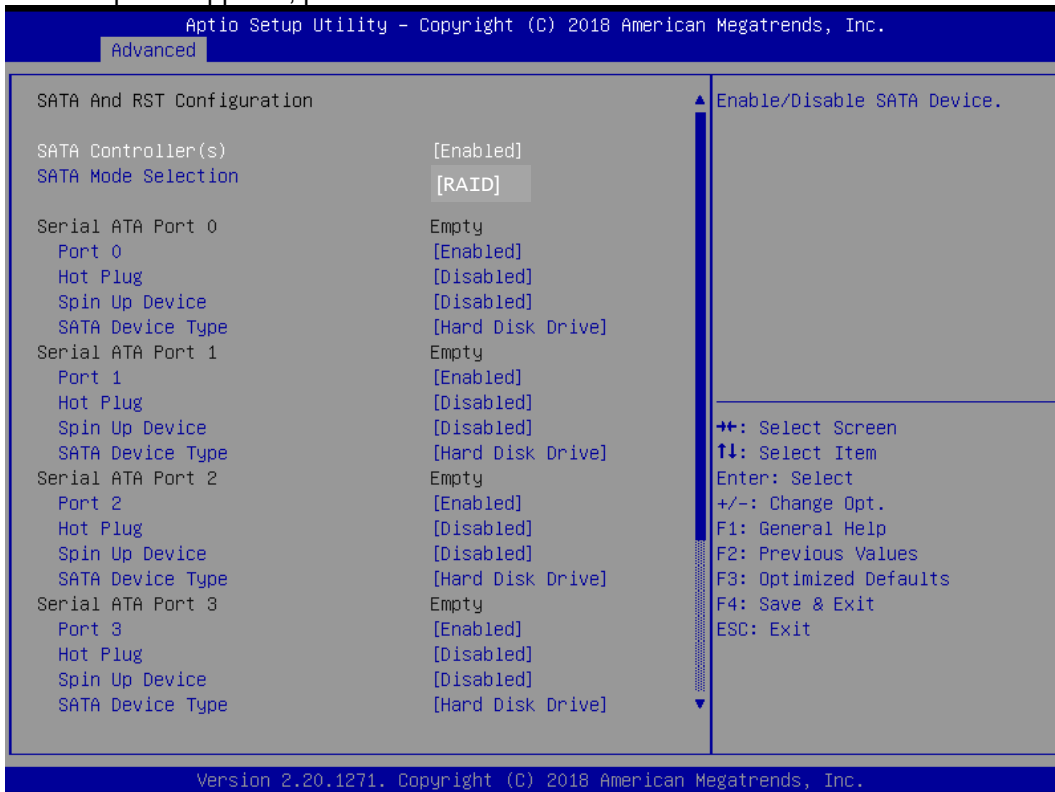 Aptio Setup Utility – Copyright (C) 2018 American Megatrends, Inc.
Advanced
SATA And RST Configuration
SATA Controller(s) [Enabled]
SATA Mode Selection [RAID]
Serial ATA Port 0 Empty
Port 0 [Enabled]
Hot Plug [Disabled]
Spin Up Device [Disabled]
SATA Device Type [Hard Disk Drive]
Serial ATA Port 1 Empty
Port 1 [Enabled]
Hot Plug [Disabled]
Spin Up Device [Disabled]
SATA Device Type [Hard Disk Drive]
Serial ATA Port 2 Empty
Port 2 [Enabled]
Hot Plug [Disabled]
Spin Up Device [Disabled]
SATA Device Type [Hard Disk Drive]
Serial ATA Port 3 Empty
Port 3 [Enabled]
Hot Plug [Disabled]
Spin Up Device [Disabled]
SATA Device Type [Hard Disk Drive]
Enable/Disable SATA Device.
→←: Select Screen
↑↓: Select Item
Enter: Select
+/-: Change Opt.
F1: General Help
F2: Previous Values
F3: Optimized Defaults
F4: Save & Exit
ESC: Exit
Version 2.20.1271. Copyright (C) 2018 American Megatrends, Inc.